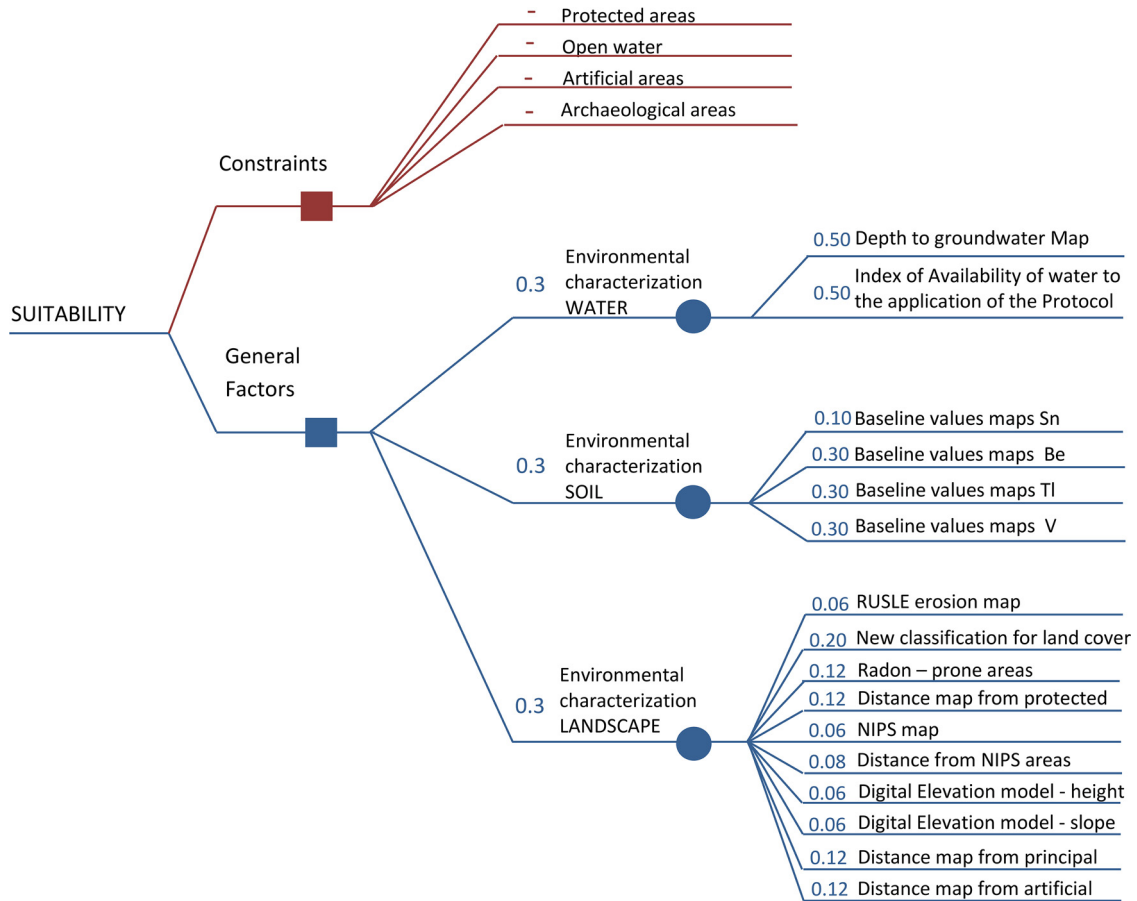 - Protected areas
- Open water
- Artificial areas
- Archaeological areas
Constraints
SUITABILITY
General
Factors
0.3
Environmental
characterization
WATER
0.50 Depth to groundwater Map
0.50 Index of Availability of water to
the application of the Protocol
0.3
Environmental
characterization
SOIL
0.10 Baseline values maps Sn
0.30 Baseline values maps Be
0.30 Baseline values maps Tl
0.30 Baseline values maps V
0.3
Environmental
characterization
LANDSCAPE
0.06 RUSLE erosion map
0.20 New classification for land cover
0.12 Radon – prone areas
0.12 Distance map from protected
0.06 NIPS map
0.08 Distance from NIPS areas
0.06 Digital Elevation model - height
0.06 Digital Elevation model - slope
0.12 Distance map from principal
0.12 Distance map from artificial